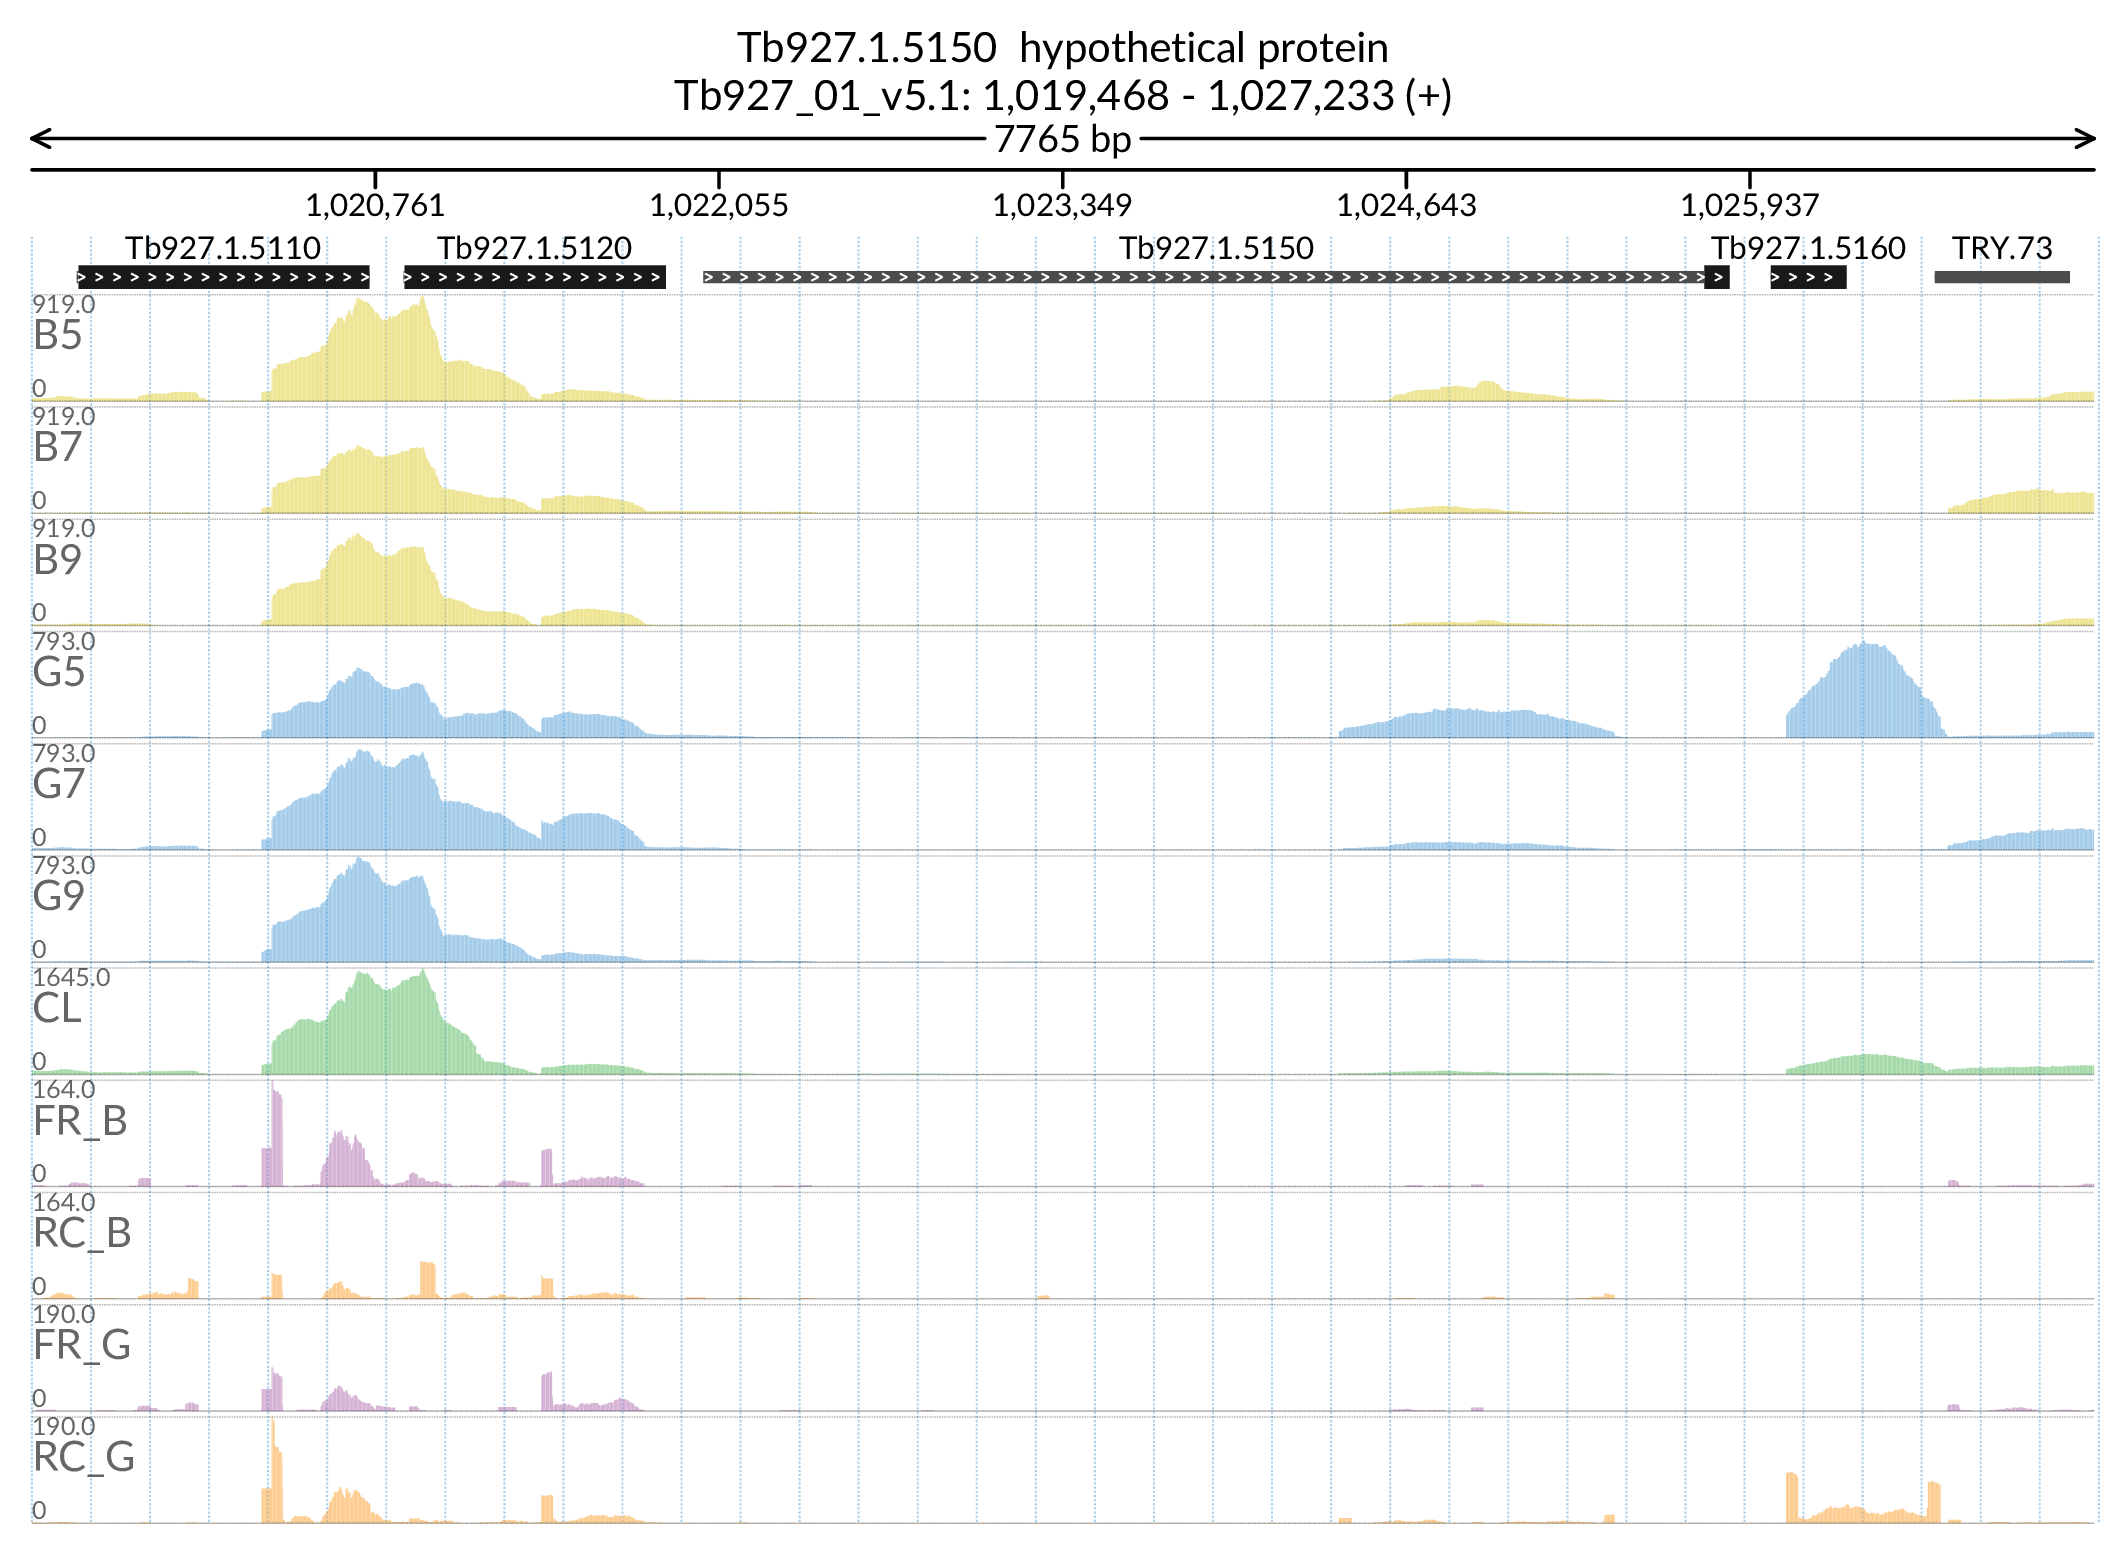 Tb927.1.5150  hypothetical protein
Tb927_01_v5.1: 1,019,468 - 1,027,233 (+)
7765 bp
1,020,761 1,022,055 1,023,349 1,024,643 1,025,937
Tb927.1.5110 Tb927.1.5120 Tb927.1.5150 Tb927.1.5160 TRY.73
919.0
B5
0
919.0
B7
0
919.0
B9
0
793.0
G5
0
793.0
G7
0
793.0
G9
0
1645.0
CL
0
164.0
FR_B
0
164.0
RC_B
0
190.0
FR_G
0
190.0
RC_G
0